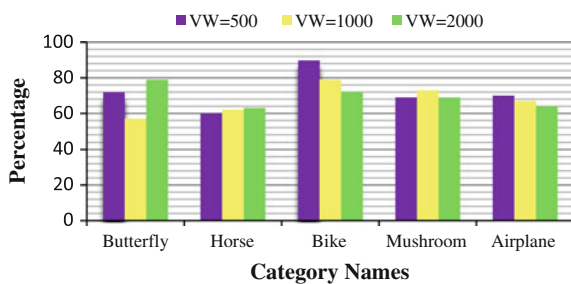 VW=500 VW=1000 VW=2000
Percentage
100
80
60
40
20
0
Butterfly Horse Bike Mushroom Airplane
Category Names